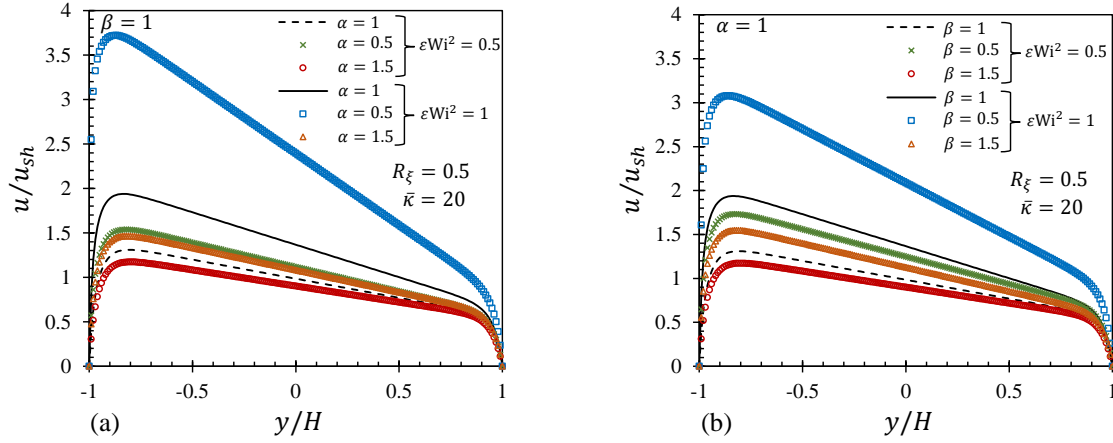 β = 1
α = 1
α = 0.5
α = 1.5
εWi² = 0.5
α = 1
α = 0.5
α = 1.5
εWi² = 1
R_ξ = 0.5
κ̄ = 20
u/u_sh
4
3.5
3
2.5
2
1.5
1
0.5
0
-1
-0.5
0
0.5
1
(a)
y/H
α = 1
β = 1
β = 0.5
β = 1.5
εWi² = 0.5
β = 1
β = 0.5
β = 1.5
εWi² = 1
R_ξ = 0.5
κ̄ = 20
u/u_sh
4
3.5
3
2.5
2
1.5
1
0.5
0
-1
-0.5
0
0.5
1
(b)
y/H